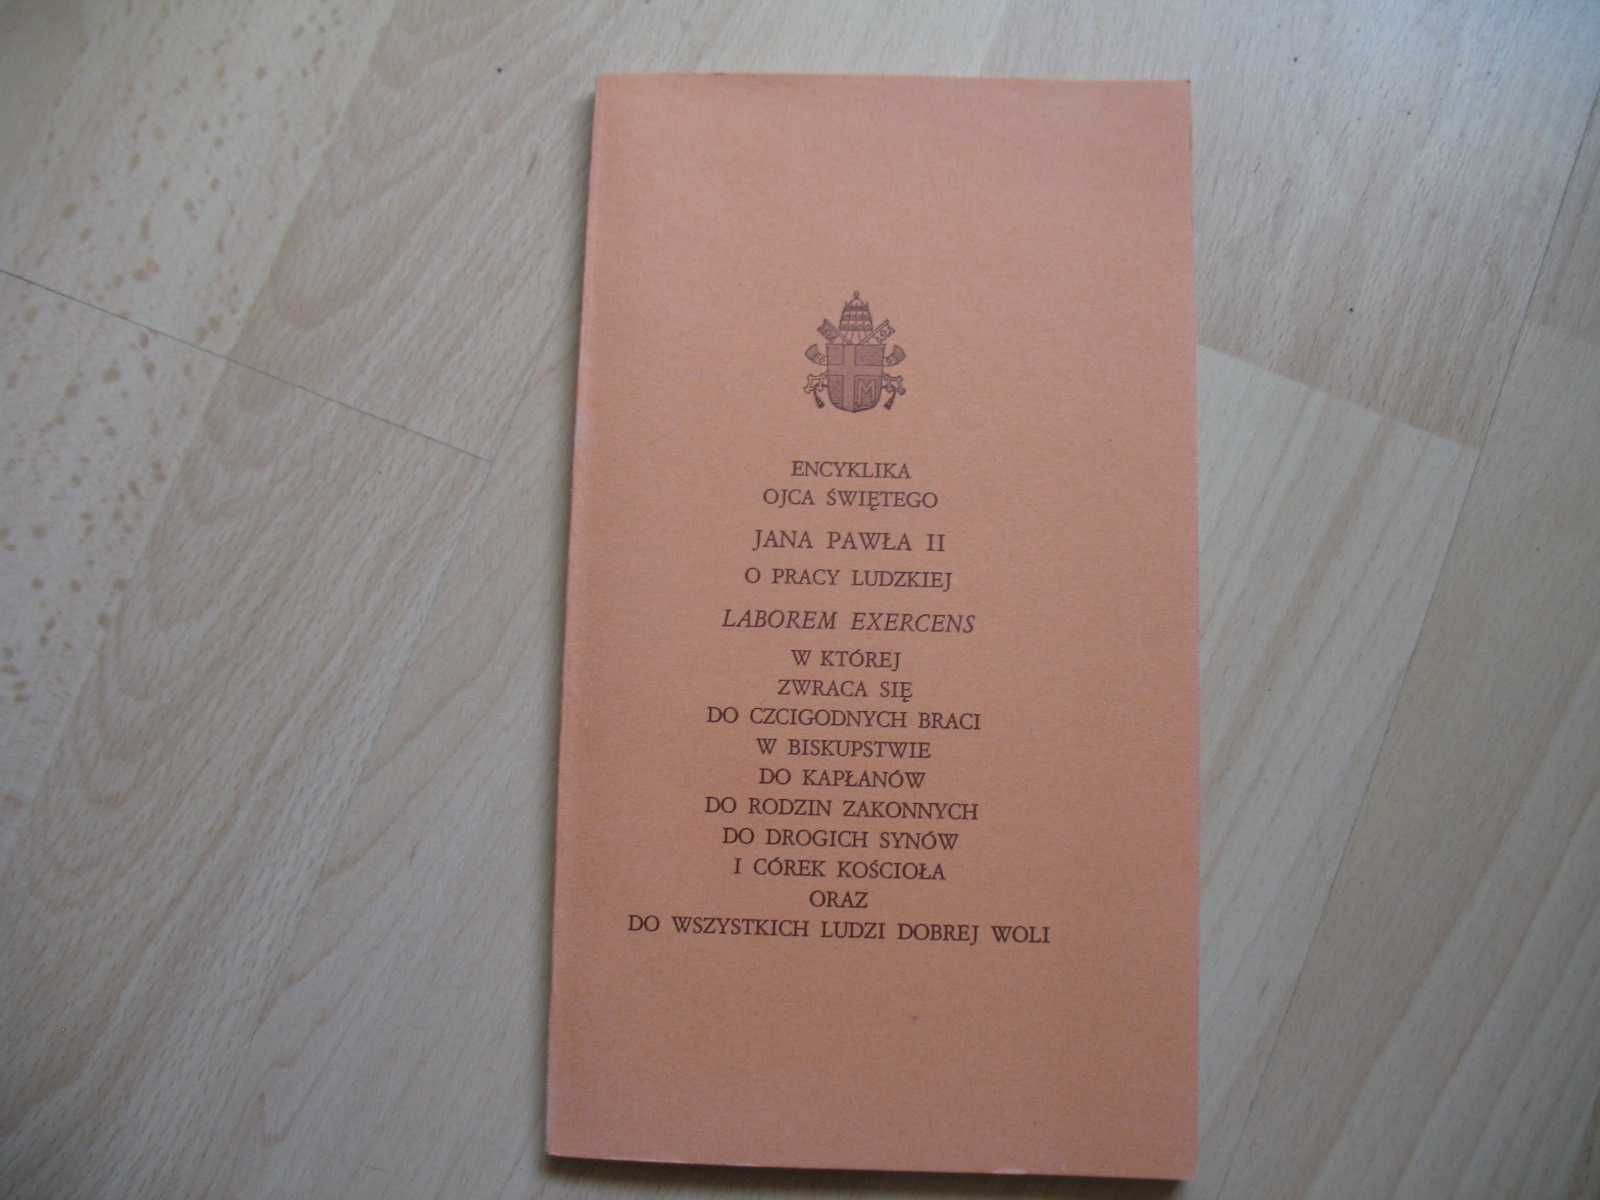 ENCYKLIKA
OJCA ŚWIĘTEGO
JANA PAWŁA II
O PRACY LUDZKIEJ
LABOREM EXERCENS
W KTÓREJ
ZWRACA SIĘ
DO CZCIGODNYCH BRACI
W BISKUPSTWIE
DO KAPŁANÓW
DO RODZIN ZAKONNYCH
DO DROGICH SYNÓW
I CÓREK KOŚCIOŁA
ORAZ
DO WSZYSTKICH LUDZI DOBREJ WOLI